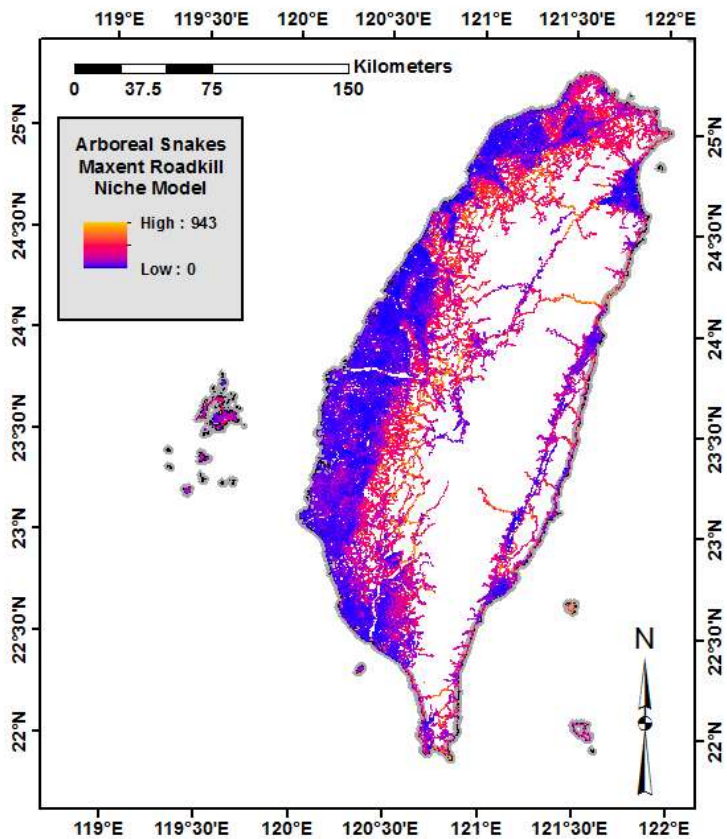 119°E 119°30'E 120°E 120°30'E 121°E 121°30'E 122°E
Kilometers
0 37.5 75 150
Arboreal Snakes
Maxent Roadkill
Niche Model
High : 943
Low : 0
25°N
24°30'N
24°N
23°30'N
23°N
22°30'N
22°N
25°N
24°30'N
24°N
23°30'N
23°N
22°30'N
22°N
N
119°E 119°30'E 120°E 120°30'E 121°E 121°30'E 122°E